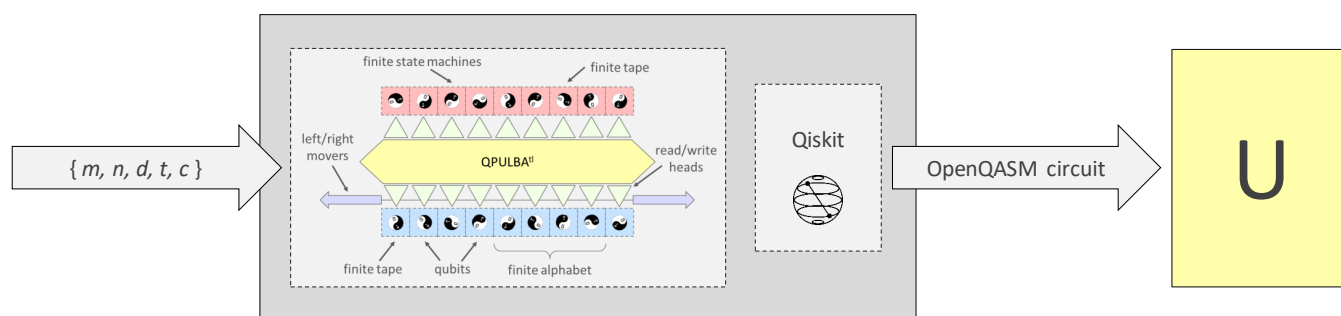 { m, n, d, t, c }
finite state machines
finite tape
left/right
movers
QPULBAᵗˡ
read/write
heads
finite tape
qubits
finite alphabet
Qiskit
OpenQASM circuit
U